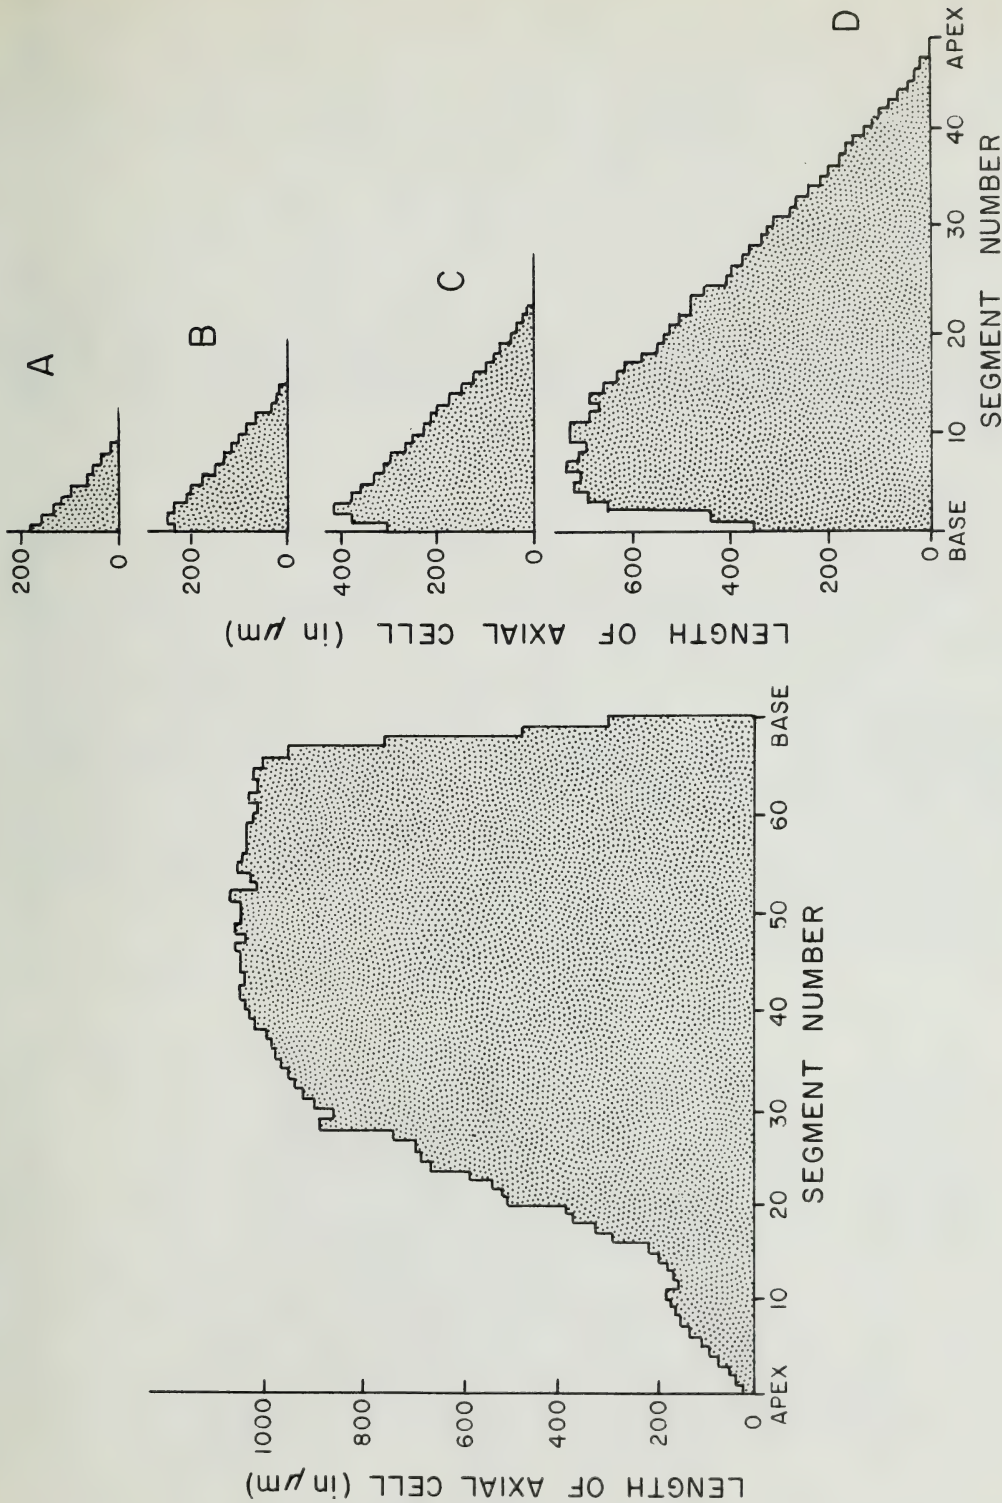 LENGTH OF AXIAL CELL (in µm)
1000
800
600
400
200
0
APEX 10 20 30 40 50 60 BASE
SEGMENT NUMBER
LENGTH OF AXIAL CELL (in µm)
A
200
0
B
200
0
C
400
200
0
D
600
400
200
0
BASE 10 20 30 40 APEX
SEGMENT NUMBER